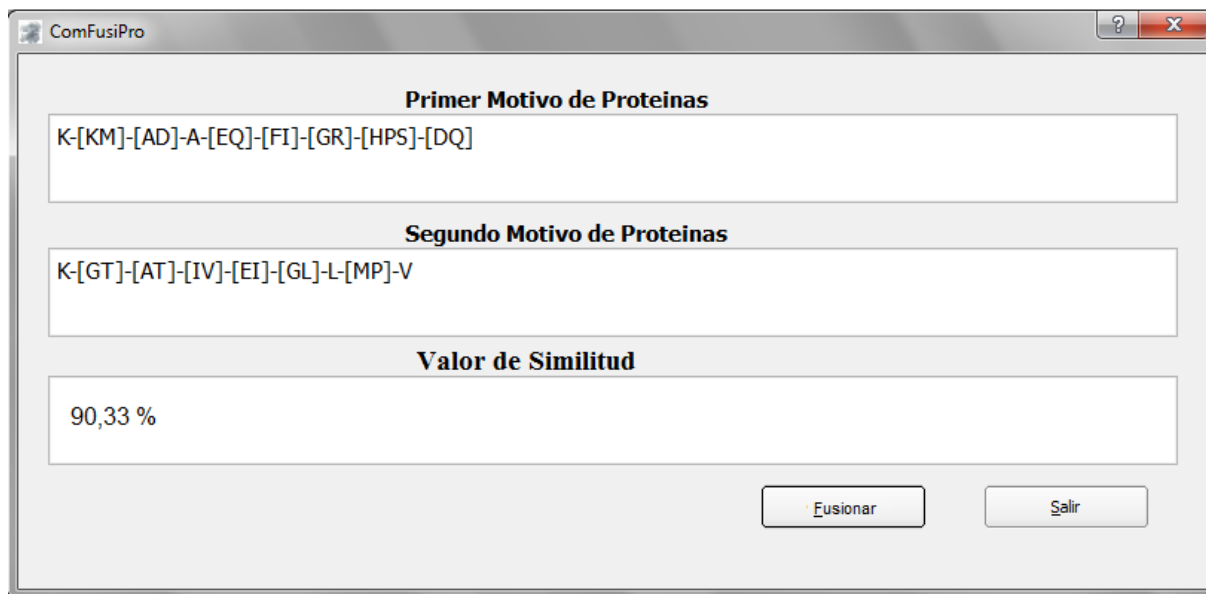 ComFusiPro
?
X
Primer Motivo de Proteinas
K-[KM]-[AD]-A-[EQ]-[FI]-[GR]-[HPS]-[DQ]
Segundo Motivo de Proteinas
K-[GT]-[AT]-[IV]-[EI]-[GL]-L-[MP]-V
Valor de Similitud
90,33 %
Fusionar
Salir